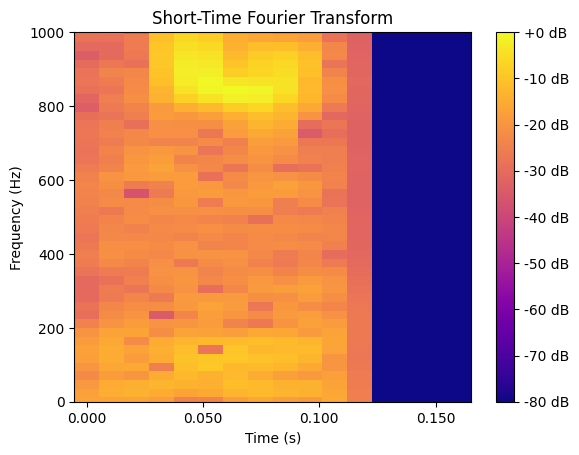 Short-Time Fourier Transform
1000
800
600
400
200
0
Frequency (Hz)
0.000
0.050
0.100
0.150
Time (s)
+0 dB
-10 dB
-20 dB
-30 dB
-40 dB
-50 dB
-60 dB
-70 dB
-80 dB